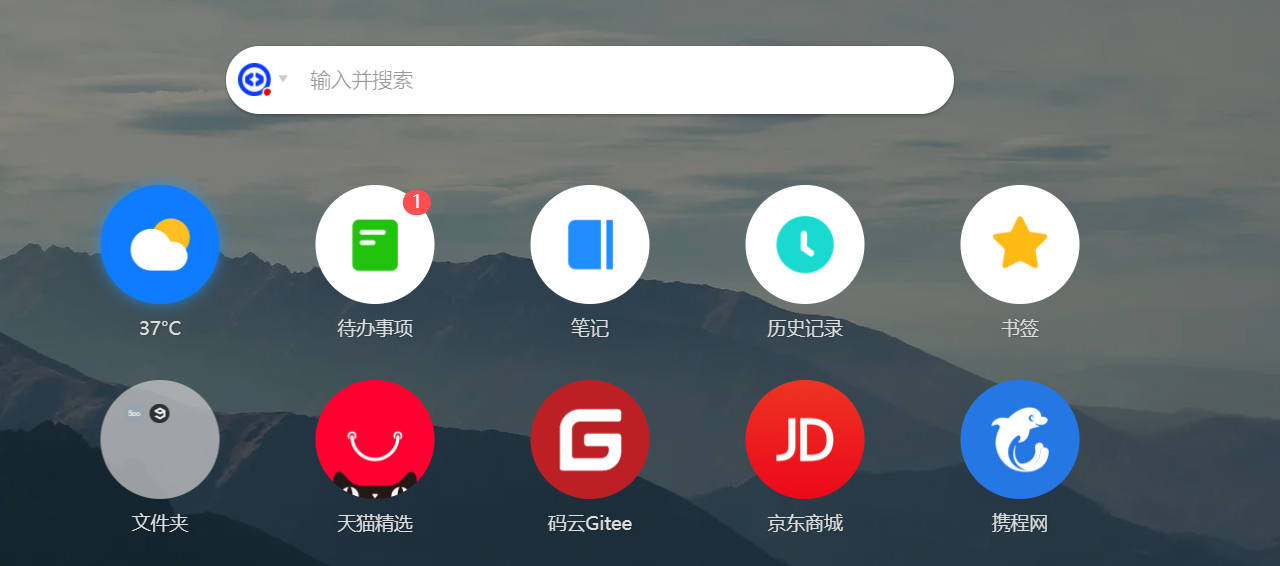 输入并搜索
1
37°C
待办事项
笔记
历史记录
书签
文件夹
天猫精选
JD
码云Gitee
京东商城
携程网